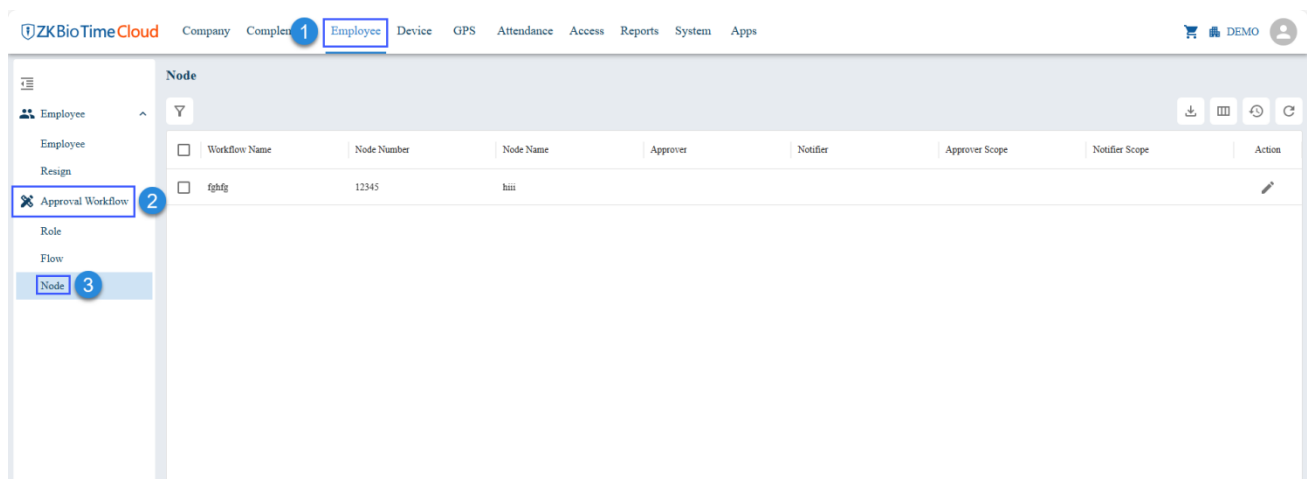 ZKBioTime Cloud Company Complen 1 Employee Device GPS Attendance Access Reports System Apps DEMO
Node
Employee
Employee
Resign
Approval Workflow 2
Role
Flow
Node 3
Workflow Name Node Number Node Name Approver Notifier Approver Scope Notifier Scope Action
fghfg 12345 hiii